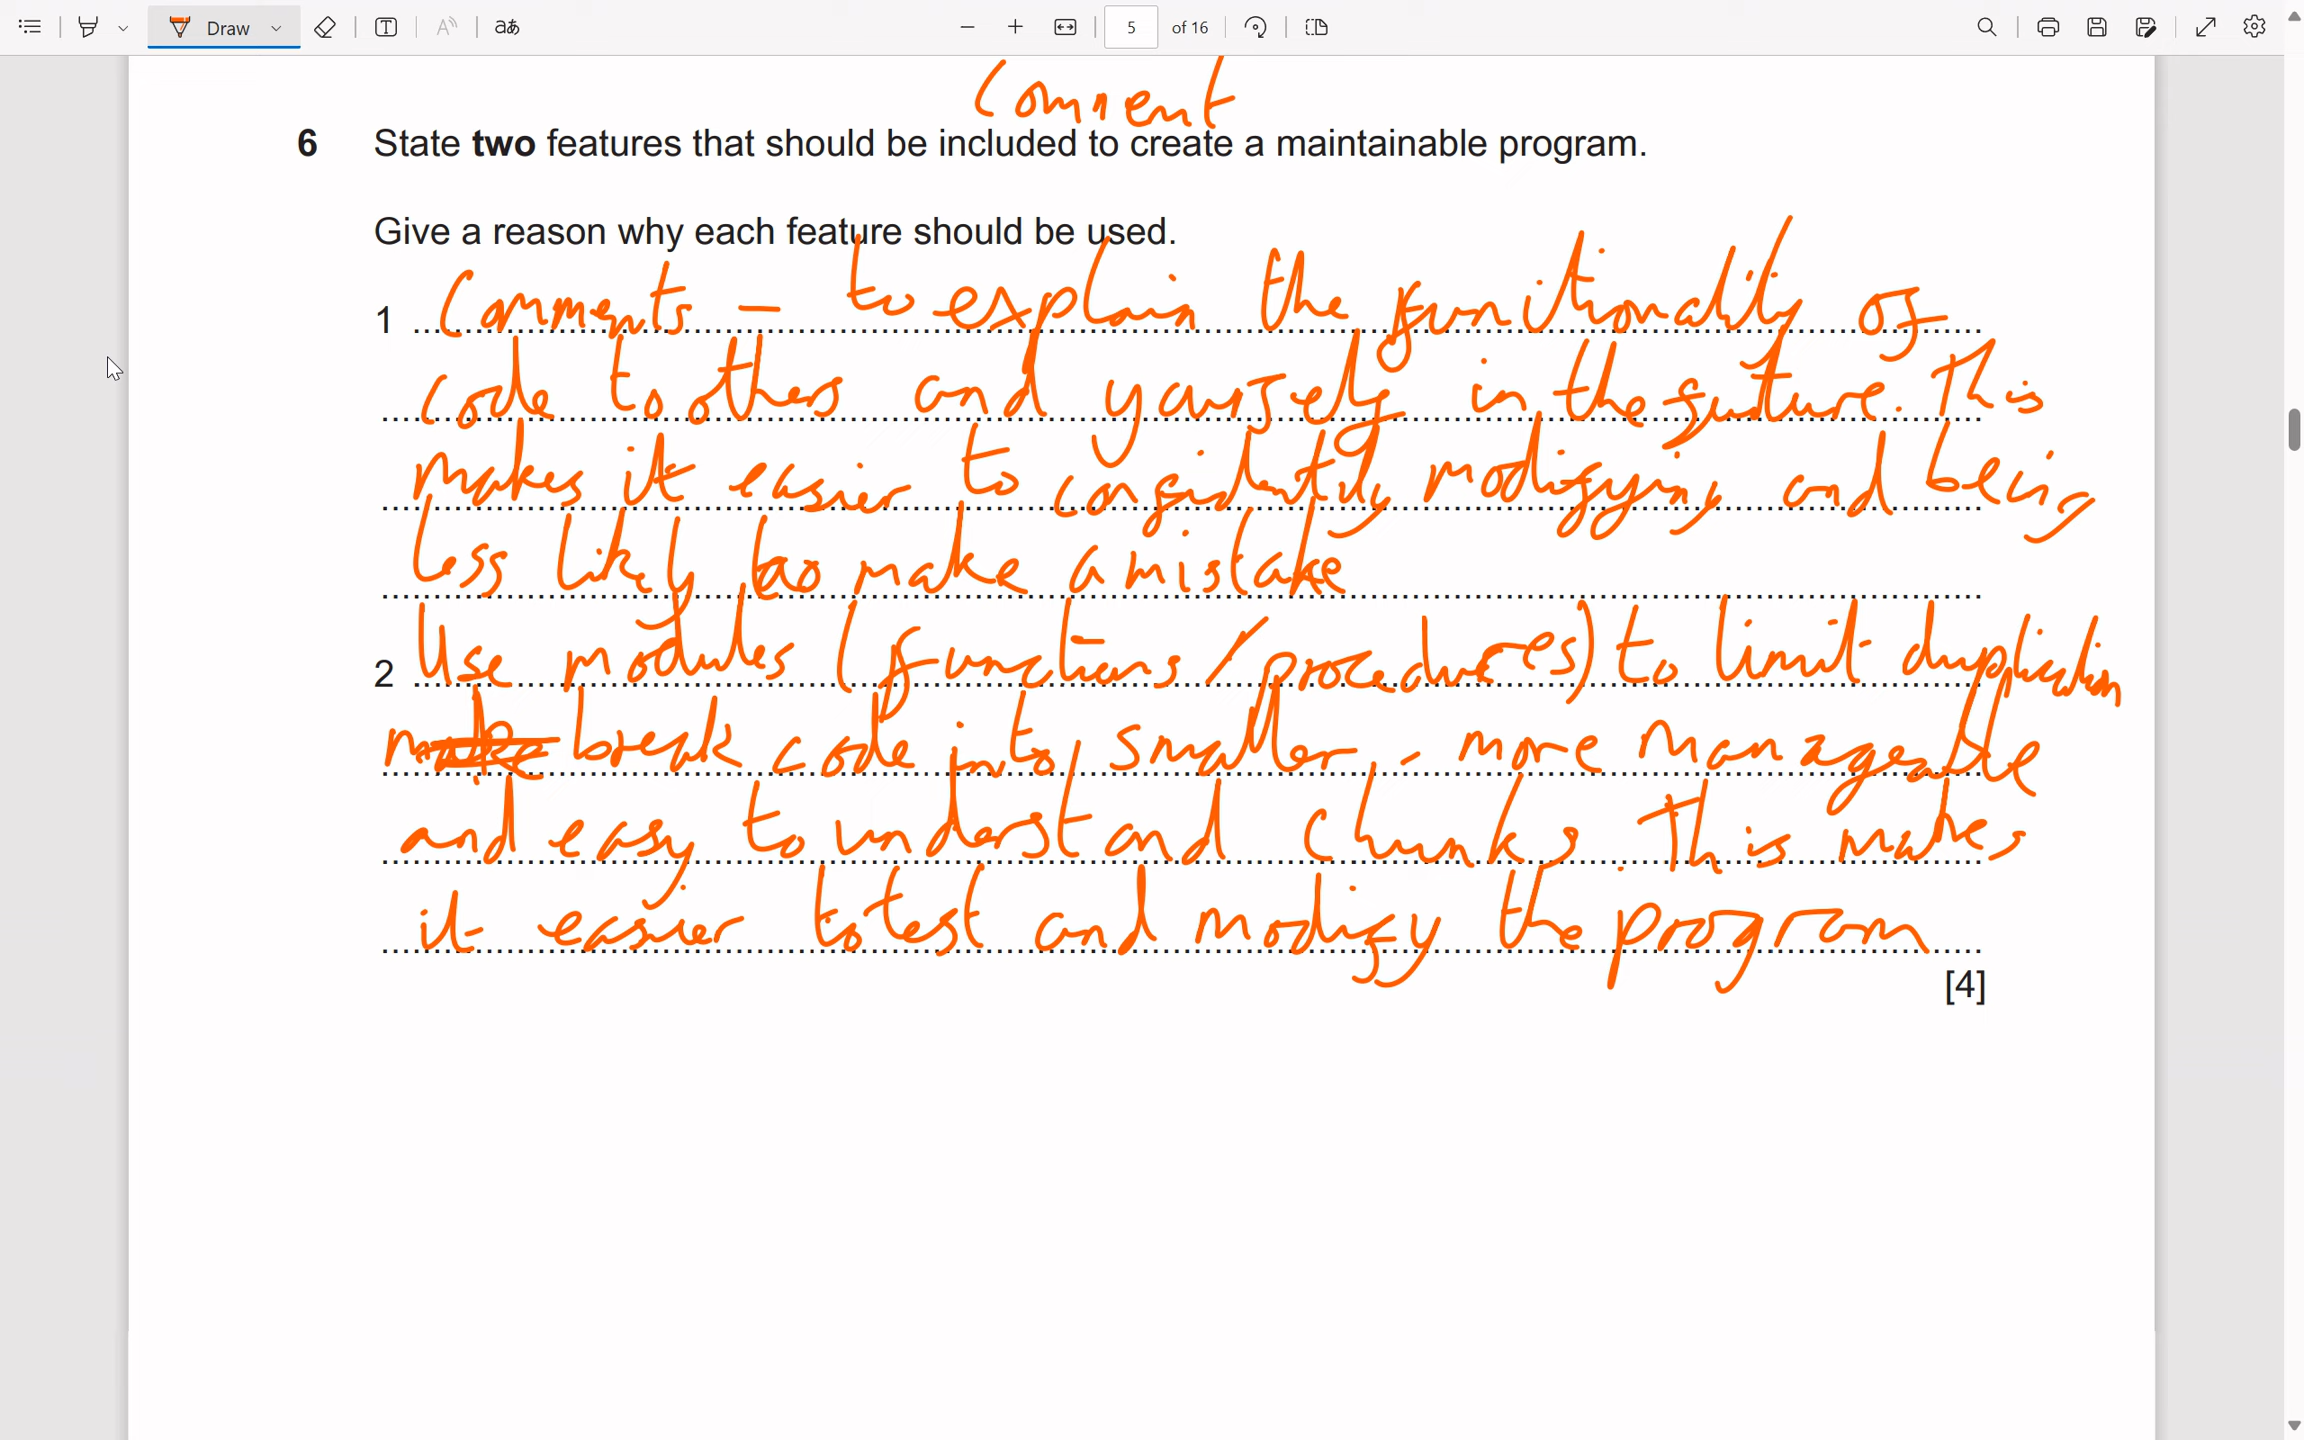 Draw
aあ
5 of 16
Comment
6 State two features that should be included to create a maintainable program.
Give a reason why each feature should be used.
1 Comments - to explain the functionality of
code to others and yourself in the future. This
makes it easier to confidently modifying and being
less likely to make a mistake
2 Use modules (functions / procedures) to limit duplication
make break code into smaller, more manageable
and easy to understand chunks. This makes
it easier to test and modify the program
[4]